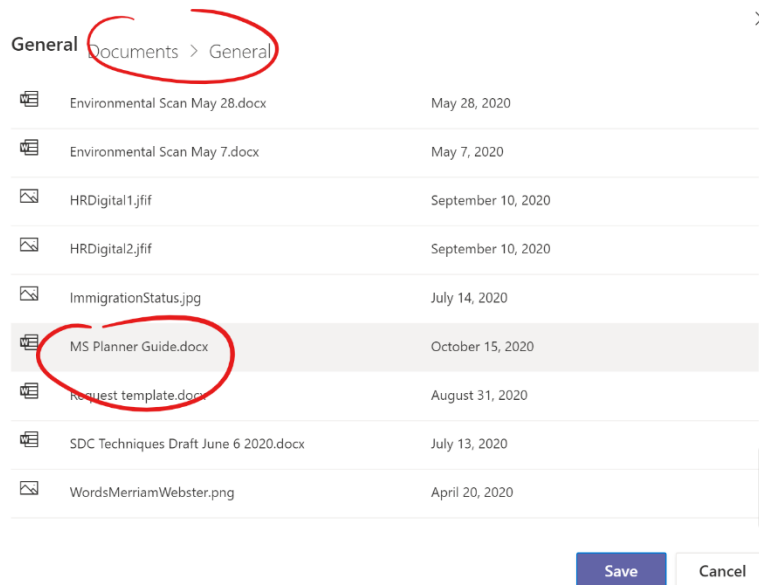 General Documents > General
Environmental Scan May 28.docx May 28, 2020
Environmental Scan May 7.docx May 7, 2020
HRDigital1.jfif September 10, 2020
HRDigital2.jfif September 10, 2020
ImmigrationStatus.jpg July 14, 2020
MS Planner Guide.docx October 15, 2020
Request template.docx August 31, 2020
SDC Techniques Draft June 6 2020.docx July 13, 2020
WordsMerriamWebster.png April 20, 2020
Save Cancel